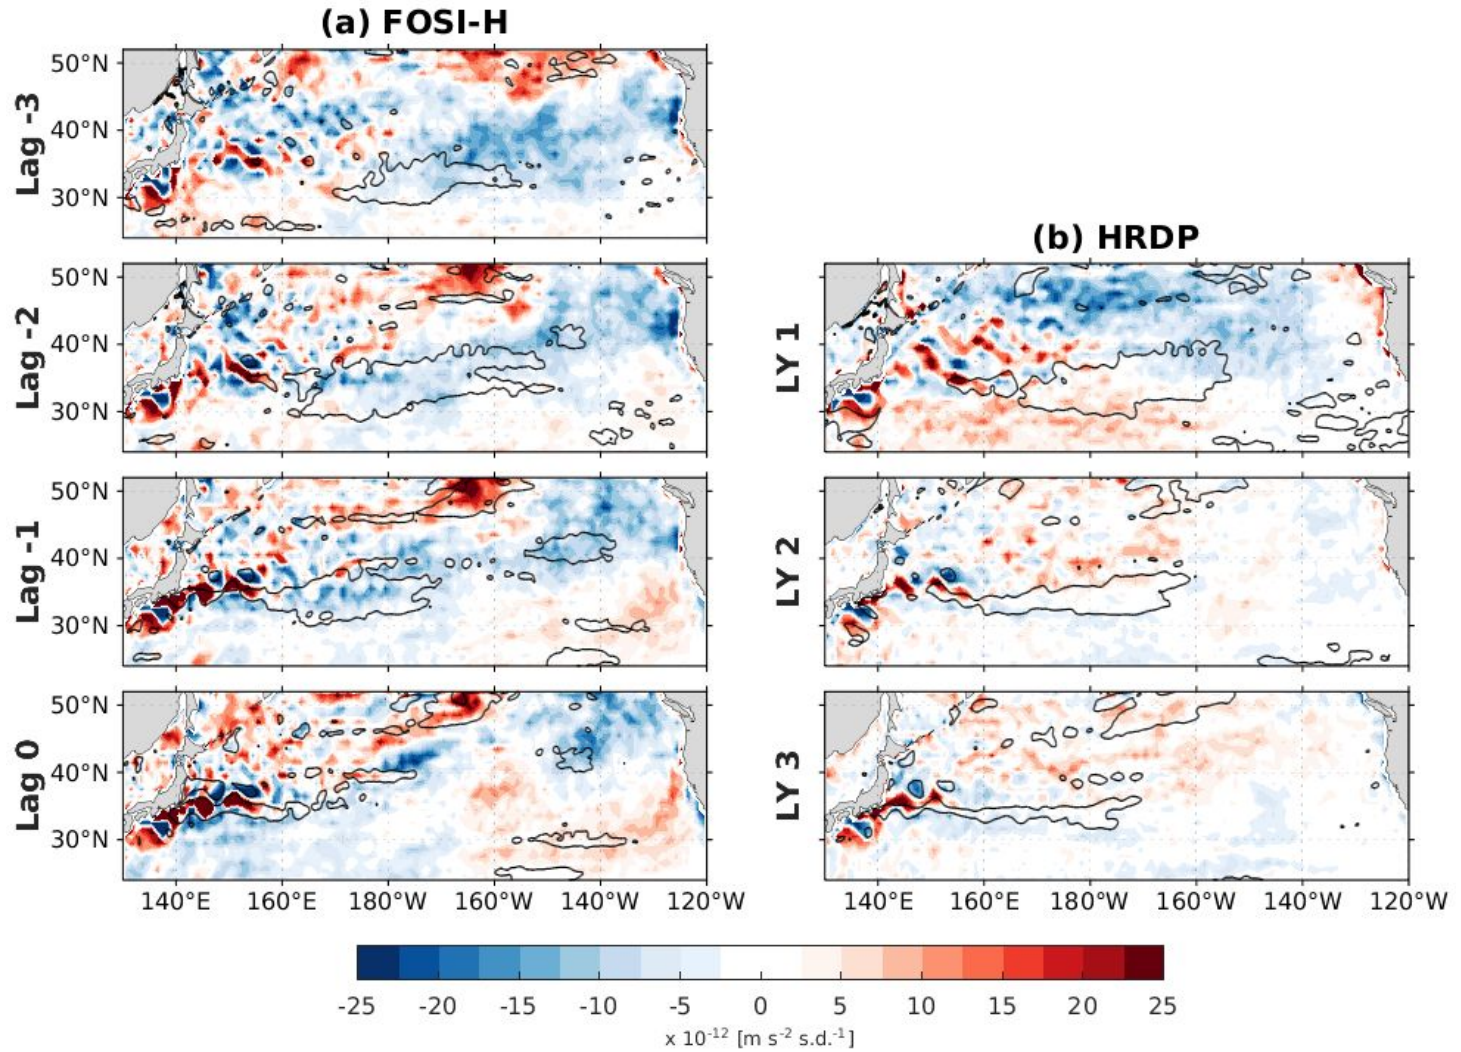 (a) FOSI-H
Lag -3
50°N
40°N
30°N
(b) HRDP
Lag -2
50°N
40°N
30°N
LY 1
Lag -1
50°N
40°N
30°N
LY 2
Lag 0
50°N
40°N
30°N
LY 3
140°E 160°E 180°W 160°W 140°W 120°W
140°E 160°E 180°W 160°W 140°W 120°W
-25 -20 -15 -10 -5 0 5 10 15 20 25
x 10⁻¹² [m s⁻² s.d.⁻¹]